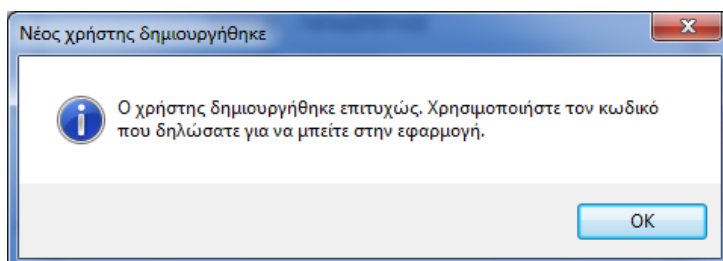 Νέος χρήστης δημιουργήθηκε
Ο χρήστης δημιουργήθηκε επιτυχώς. Χρησιμοποιήστε τον κωδικό
που δηλώσατε για να μπείτε στην εφαρμογή.
OK